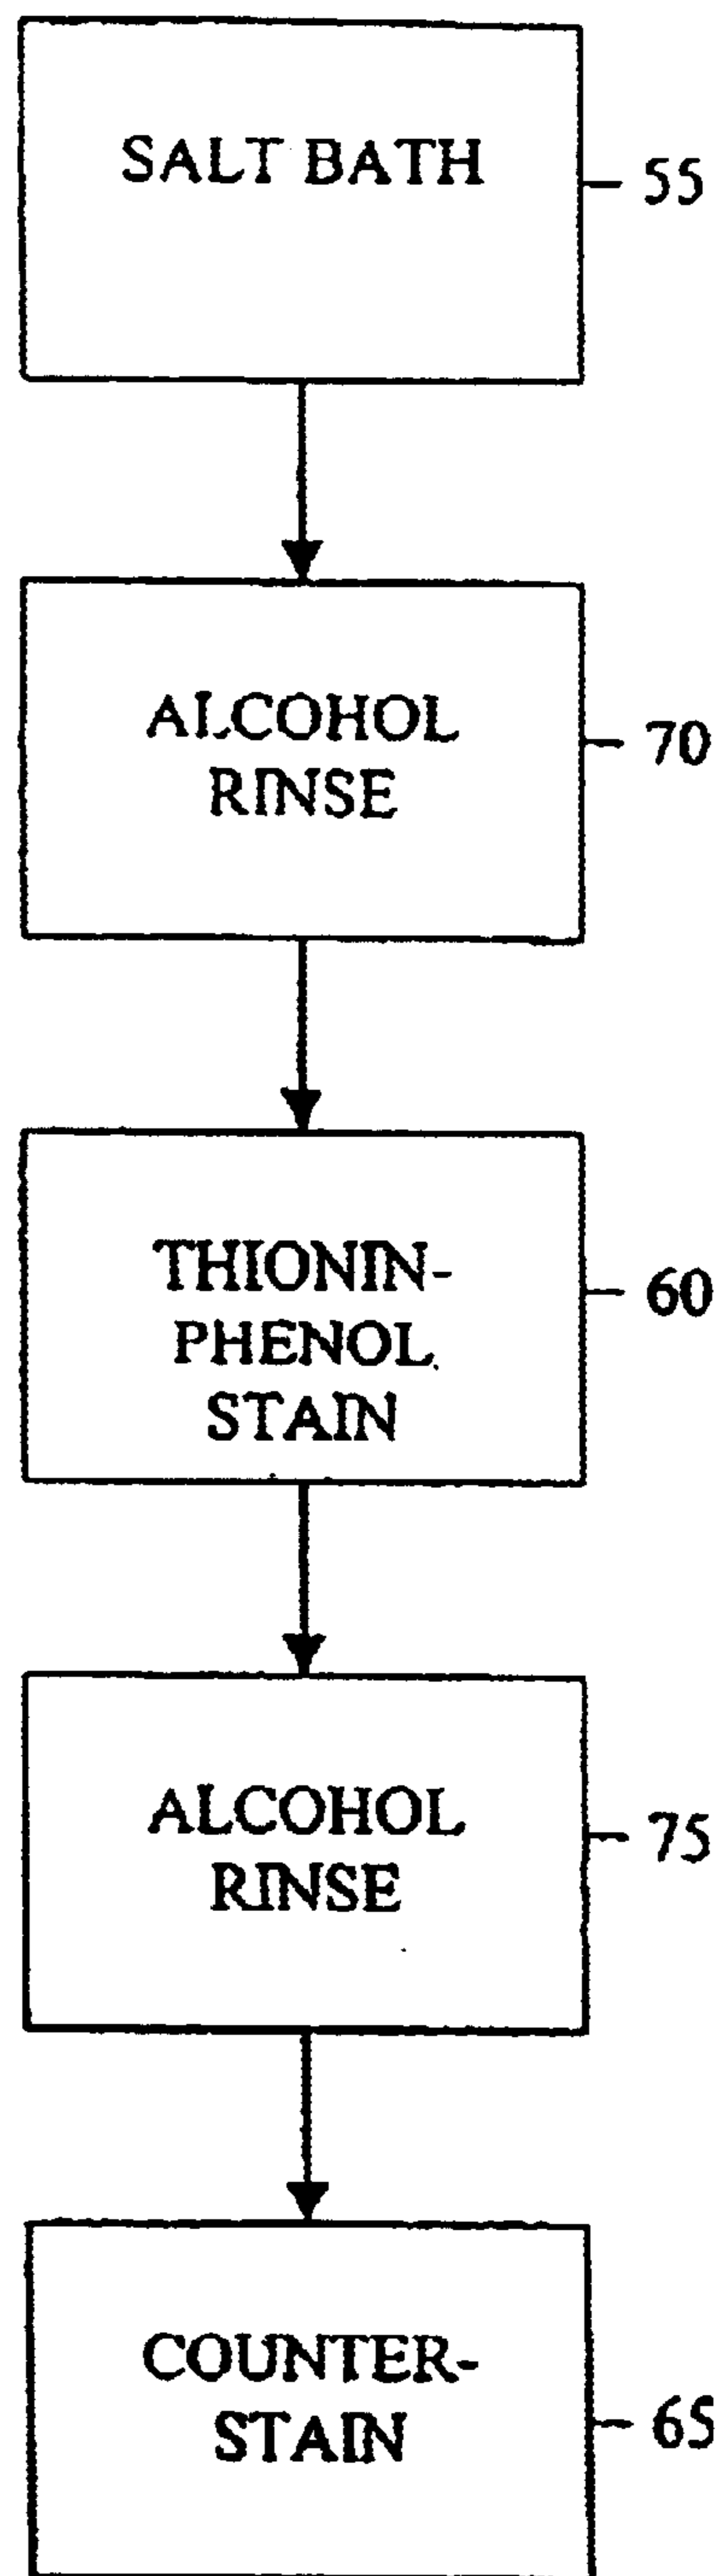 SALT BATH
55
ALCOHOL
RINSE
70
THIONIN-
PHENOL
STAIN
60
ALCOHOL
RINSE
75
COUNTER-
STAIN
65